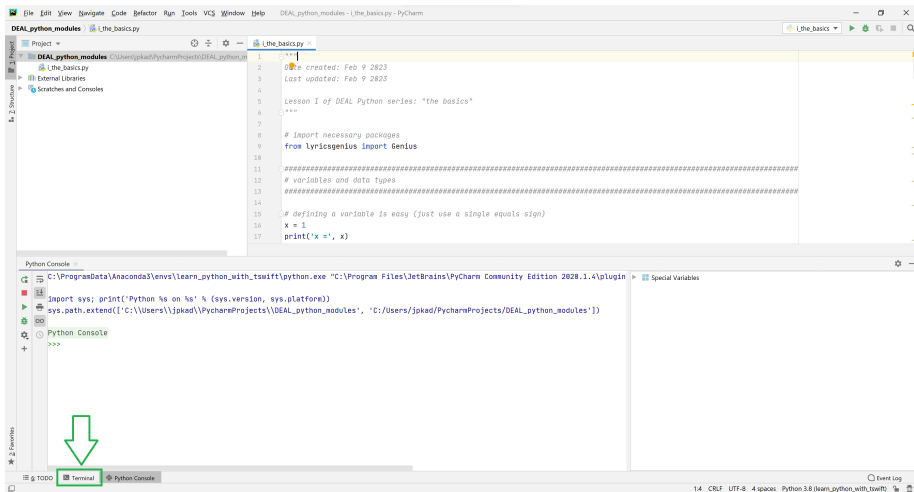 File Edit View Navigate Code Refactor Run Tools VCS Window Help DEAL_python_modules - i_the_basics.py - PyCharm
DEAL_python_modules i_the_basics.py
i_the_basics
1: Project
Project
i_the_basics.py
DEAL_python_modules C:\Users\jpkad\PycharmProjects\DEAL_python_m
i_the_basics.py
External Libraries
Scratches and Consoles
2: Structure
1 """
2 Date created: Feb 9 2023
3 Last updated: Feb 9 2023
4
5 Lesson I of DEAL Python series: "the basics"
6 """
7
8 # import necessary packages
9 from lyricsgenius import Genius
10
11 ########################################################################################################################
12 # variables and data types
13 ########################################################################################################################
14
15 # defining a variable is easy (just use a single equals sign)
16 x = 1
17 print('x =', x)
Python Console
C:\ProgramData\Anaconda3\envs\learn_python_with_tswift\python.exe "C:\Program Files\JetBrains\PyCharm Community Edition 2020.1.4\plugin
import sys; print('Python %s on %s' % (sys.version, sys.platform))
sys.path.extend(['C:\\Users\\jpkad\\PycharmProjects\\DEAL_python_modules', 'C:/Users/jpkad/PycharmProjects/DEAL_python_modules'])
Python Console
>>>
Special Variables
2: Favorites
6: TODO Terminal Python Console Event Log
1:4 CRLF UTF-8 4 spaces Python 3.8 (learn_python_with_tswift)